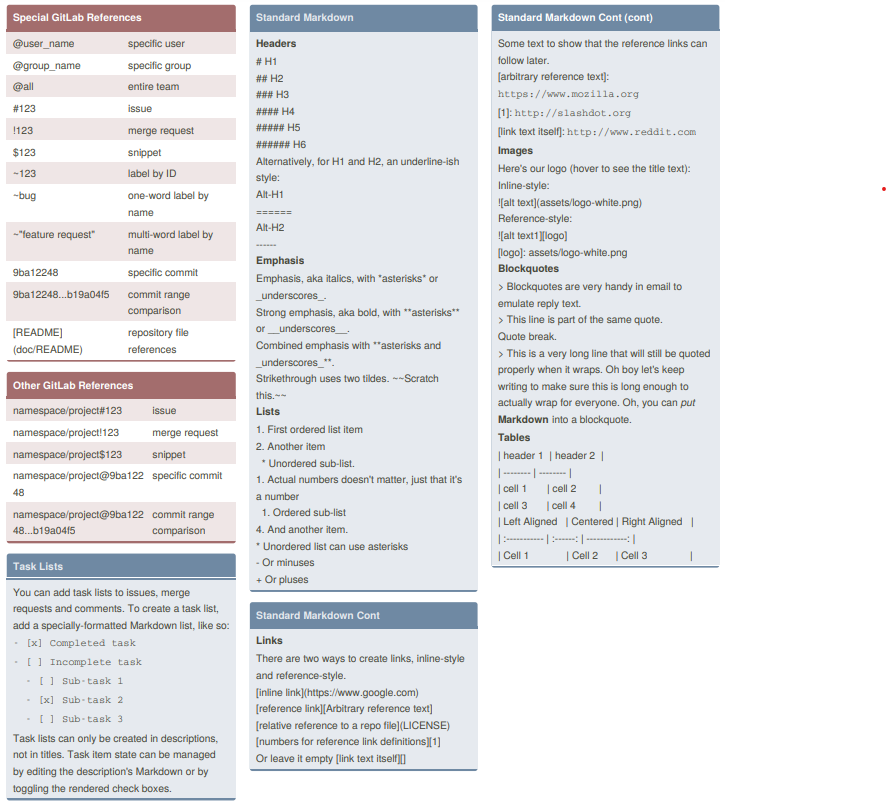 Special GitLab References
@user_name specific user
@group_name specific group
@all entire team
#123 issue
!123 merge request
$123 snippet
~123 label by ID
~bug one-word label by
name
~"feature request" multi-word label by
name
9ba12248 specific commit
9ba12248...b19a04f5 commit range
comparison
[README] repository file
(doc/README) references
Other GitLab References
namespace/project#123 issue
namespace/project!123 merge request
namespace/project$123 snippet
namespace/project@9ba122 specific commit
48
namespace/project@9ba122 commit range
48...b19a04f5 comparison
Task Lists
You can add task lists to issues, merge
requests and comments. To create a task list,
add a specially-formatted Markdown list, like so:
- [x] Completed task
- [ ] Incomplete task
  - [ ] Sub-task 1
  - [x] Sub-task 2
  - [ ] Sub-task 3
Task lists can only be created in descriptions,
not in titles. Task item state can be managed
by editing the description's Markdown or by
toggling the rendered check boxes.
Standard Markdown
Headers
# H1
## H2
### H3
#### H4
##### H5
###### H6
Alternatively, for H1 and H2, an underline-ish
style:
Alt-H1
======
Alt-H2
------
Emphasis
Emphasis, aka italics, with *asterisks* or
_underscores_.
Strong emphasis, aka bold, with **asterisks**
or __underscores__.
Combined emphasis with **asterisks and
_underscores_**.
Strikethrough uses two tildes. ~~Scratch
this.~~
Lists
1. First ordered list item
2. Another item
  * Unordered sub-list.
1. Actual numbers doesn't matter, just that it's
a number
  1. Ordered sub-list
4. And another item.
* Unordered list can use asterisks
- Or minuses
+ Or pluses
Standard Markdown Cont
Links
There are two ways to create links, inline-style
and reference-style.
[inline link](https://www.google.com)
[reference link][Arbitrary reference text]
[relative reference to a repo file](LICENSE)
[numbers for reference link definitions][1]
Or leave it empty [link text itself][]
Standard Markdown Cont (cont)
Some text to show that the reference links can
follow later.
[arbitrary reference text]:
https://www.mozilla.org
[1]: http://slashdot.org
[link text itself]: http://www.reddit.com
Images
Here's our logo (hover to see the title text):
Inline-style:
![alt text](assets/logo-white.png)
Reference-style:
![alt text1][logo]
[logo]: assets/logo-white.png
Blockquotes
> Blockquotes are very handy in email to
emulate reply text.
> This line is part of the same quote.
Quote break.
> This is a very long line that will still be quoted
properly when it wraps. Oh boy let's keep
writing to make sure this is long enough to
actually wrap for everyone. Oh, you can put
Markdown into a blockquote.
Tables
| header 1 | header 2 |
| -------- | -------- |
| cell 1 | cell 2 |
| cell 3 | cell 4 |
| Left Aligned | Centered | Right Aligned |
| :----------- | :------: | ------------: |
| Cell 1 | Cell 2 | Cell 3 |